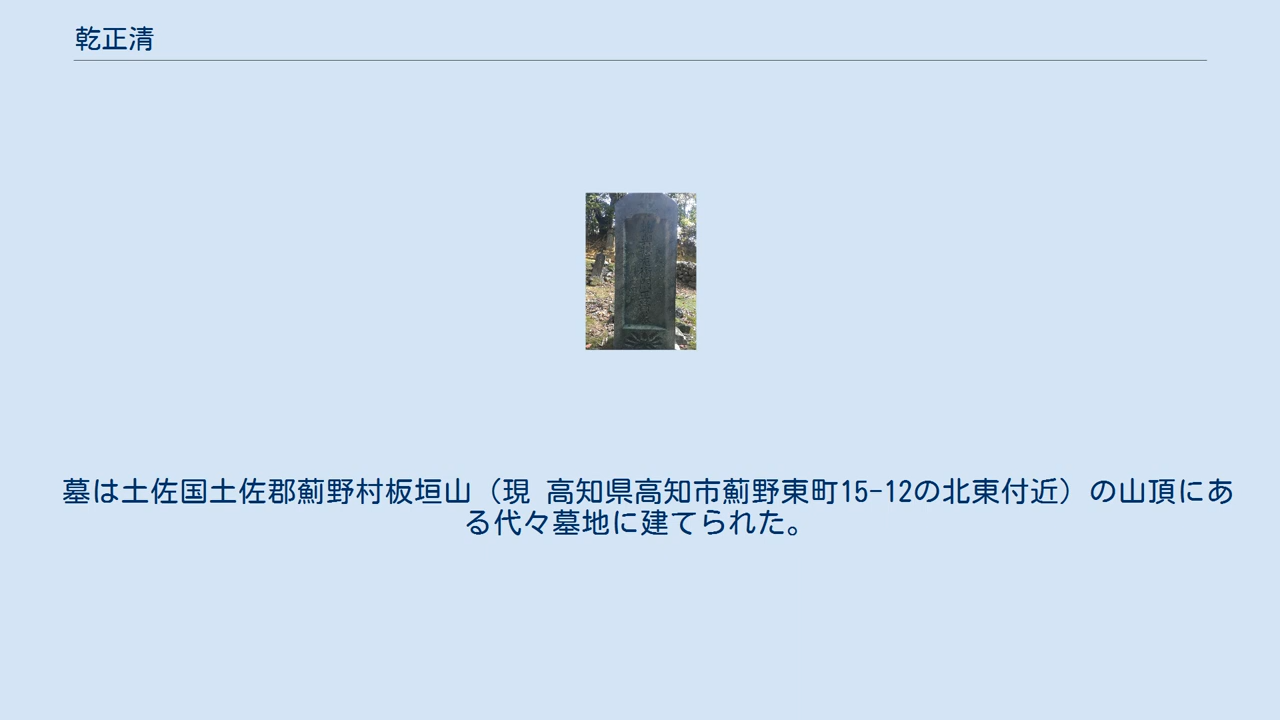 乾正清
墓は土佐国土佐郡薊野村板垣山（現 高知県高知市薊野東町15-12の北東付近）の山頂にあ
る代々墓地に建てられた。